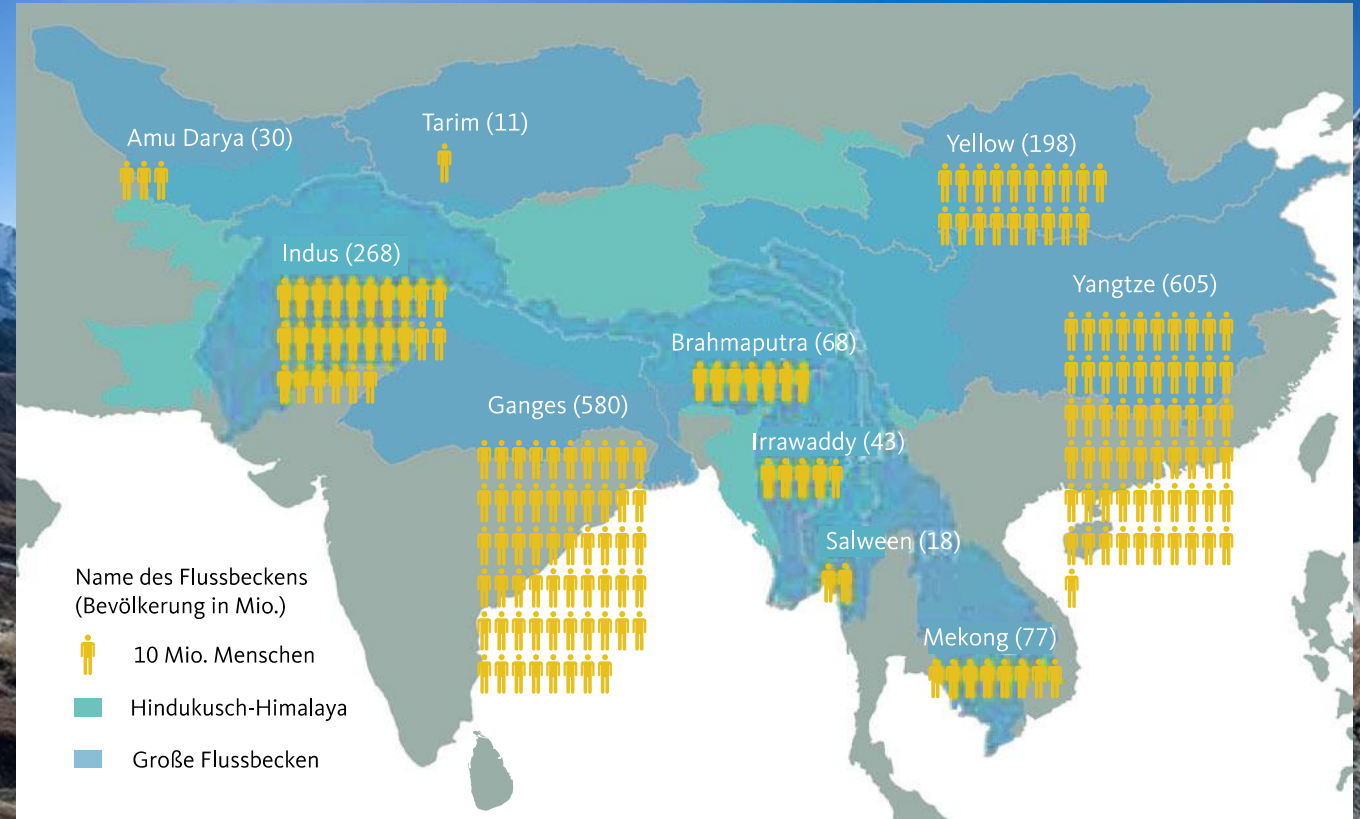 Amu Darya (30)
Tarim (11)
Yellow (198)
Indus (268)
Yangtze (605)
Brahmaputra (68)
Ganges (580)
Irrawaddy (43)
Salween (18)
Mekong (77)
Name des Flussbeckens
(Bevölkerung in Mio.)
10 Mio. Menschen
Hindukusch-Himalaya
Große Flussbecken